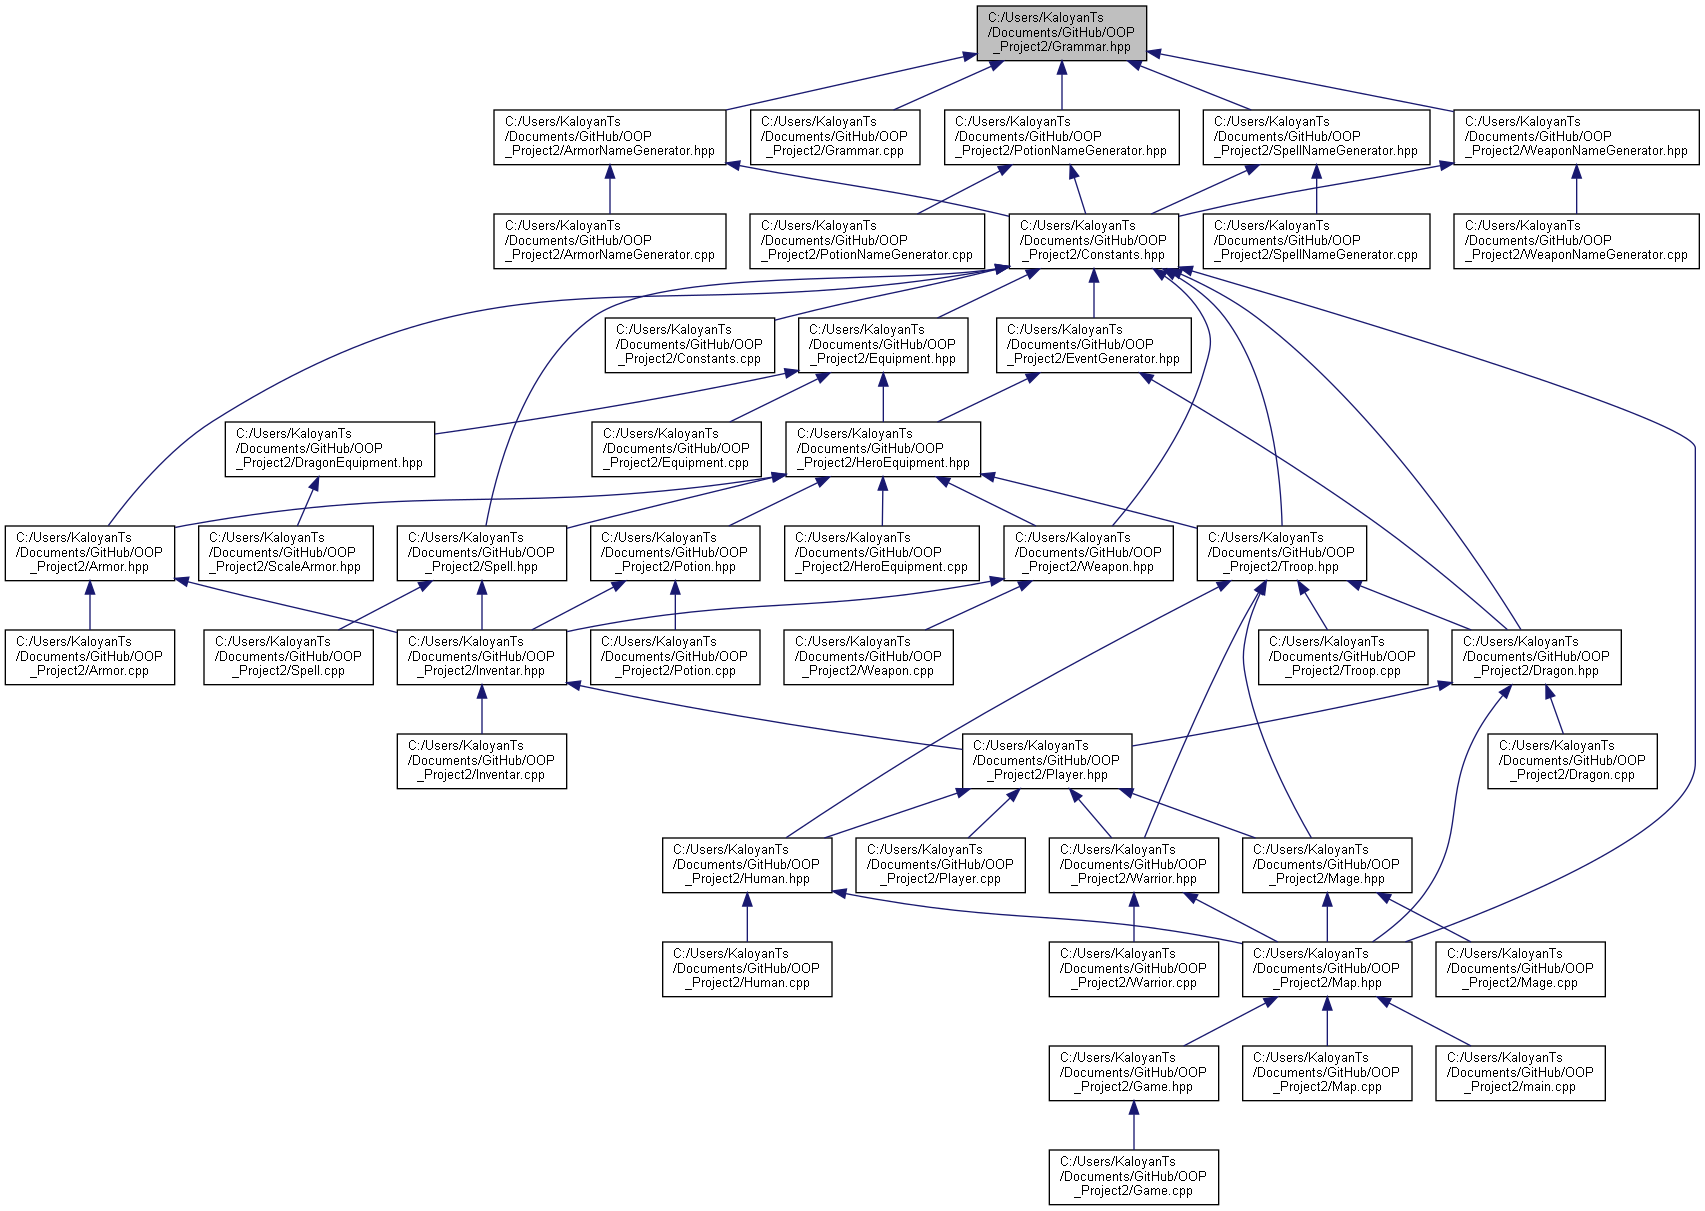 C:/Users/KaloyanTs
/Documents/GitHub/OOP
_Project2/Grammar.hpp
C:/Users/KaloyanTs
/Documents/GitHub/OOP
_Project2/ArmorNameGenerator.hpp
C:/Users/KaloyanTs
/Documents/GitHub/OOP
_Project2/Grammar.cpp
C:/Users/KaloyanTs
/Documents/GitHub/OOP
_Project2/PotionNameGenerator.hpp
C:/Users/KaloyanTs
/Documents/GitHub/OOP
_Project2/SpellNameGenerator.hpp
C:/Users/KaloyanTs
/Documents/GitHub/OOP
_Project2/WeaponNameGenerator.hpp
C:/Users/KaloyanTs
/Documents/GitHub/OOP
_Project2/ArmorNameGenerator.cpp
C:/Users/KaloyanTs
/Documents/GitHub/OOP
_Project2/PotionNameGenerator.cpp
C:/Users/KaloyanTs
/Documents/GitHub/OOP
_Project2/Constants.hpp
C:/Users/KaloyanTs
/Documents/GitHub/OOP
_Project2/SpellNameGenerator.cpp
C:/Users/KaloyanTs
/Documents/GitHub/OOP
_Project2/WeaponNameGenerator.cpp
C:/Users/KaloyanTs
/Documents/GitHub/OOP
_Project2/Constants.cpp
C:/Users/KaloyanTs
/Documents/GitHub/OOP
_Project2/Equipment.hpp
C:/Users/KaloyanTs
/Documents/GitHub/OOP
_Project2/EventGenerator.hpp
C:/Users/KaloyanTs
/Documents/GitHub/OOP
_Project2/DragonEquipment.hpp
C:/Users/KaloyanTs
/Documents/GitHub/OOP
_Project2/Equipment.cpp
C:/Users/KaloyanTs
/Documents/GitHub/OOP
_Project2/HeroEquipment.hpp
C:/Users/KaloyanTs
/Documents/GitHub/OOP
_Project2/Armor.hpp
C:/Users/KaloyanTs
/Documents/GitHub/OOP
_Project2/ScaleArmor.hpp
C:/Users/KaloyanTs
/Documents/GitHub/OOP
_Project2/Spell.hpp
C:/Users/KaloyanTs
/Documents/GitHub/OOP
_Project2/Potion.hpp
C:/Users/KaloyanTs
/Documents/GitHub/OOP
_Project2/HeroEquipment.cpp
C:/Users/KaloyanTs
/Documents/GitHub/OOP
_Project2/Weapon.hpp
C:/Users/KaloyanTs
/Documents/GitHub/OOP
_Project2/Troop.hpp
C:/Users/KaloyanTs
/Documents/GitHub/OOP
_Project2/Armor.cpp
C:/Users/KaloyanTs
/Documents/GitHub/OOP
_Project2/Spell.cpp
C:/Users/KaloyanTs
/Documents/GitHub/OOP
_Project2/Inventar.hpp
C:/Users/KaloyanTs
/Documents/GitHub/OOP
_Project2/Potion.cpp
C:/Users/KaloyanTs
/Documents/GitHub/OOP
_Project2/Weapon.cpp
C:/Users/KaloyanTs
/Documents/GitHub/OOP
_Project2/Troop.cpp
C:/Users/KaloyanTs
/Documents/GitHub/OOP
_Project2/Dragon.hpp
C:/Users/KaloyanTs
/Documents/GitHub/OOP
_Project2/Inventar.cpp
C:/Users/KaloyanTs
/Documents/GitHub/OOP
_Project2/Player.hpp
C:/Users/KaloyanTs
/Documents/GitHub/OOP
_Project2/Dragon.cpp
C:/Users/KaloyanTs
/Documents/GitHub/OOP
_Project2/Human.hpp
C:/Users/KaloyanTs
/Documents/GitHub/OOP
_Project2/Player.cpp
C:/Users/KaloyanTs
/Documents/GitHub/OOP
_Project2/Warrior.hpp
C:/Users/KaloyanTs
/Documents/GitHub/OOP
_Project2/Mage.hpp
C:/Users/KaloyanTs
/Documents/GitHub/OOP
_Project2/Human.cpp
C:/Users/KaloyanTs
/Documents/GitHub/OOP
_Project2/Warrior.cpp
C:/Users/KaloyanTs
/Documents/GitHub/OOP
_Project2/Map.hpp
C:/Users/KaloyanTs
/Documents/GitHub/OOP
_Project2/Mage.cpp
C:/Users/KaloyanTs
/Documents/GitHub/OOP
_Project2/Game.hpp
C:/Users/KaloyanTs
/Documents/GitHub/OOP
_Project2/Map.cpp
C:/Users/KaloyanTs
/Documents/GitHub/OOP
_Project2/main.cpp
C:/Users/KaloyanTs
/Documents/GitHub/OOP
_Project2/Game.cpp